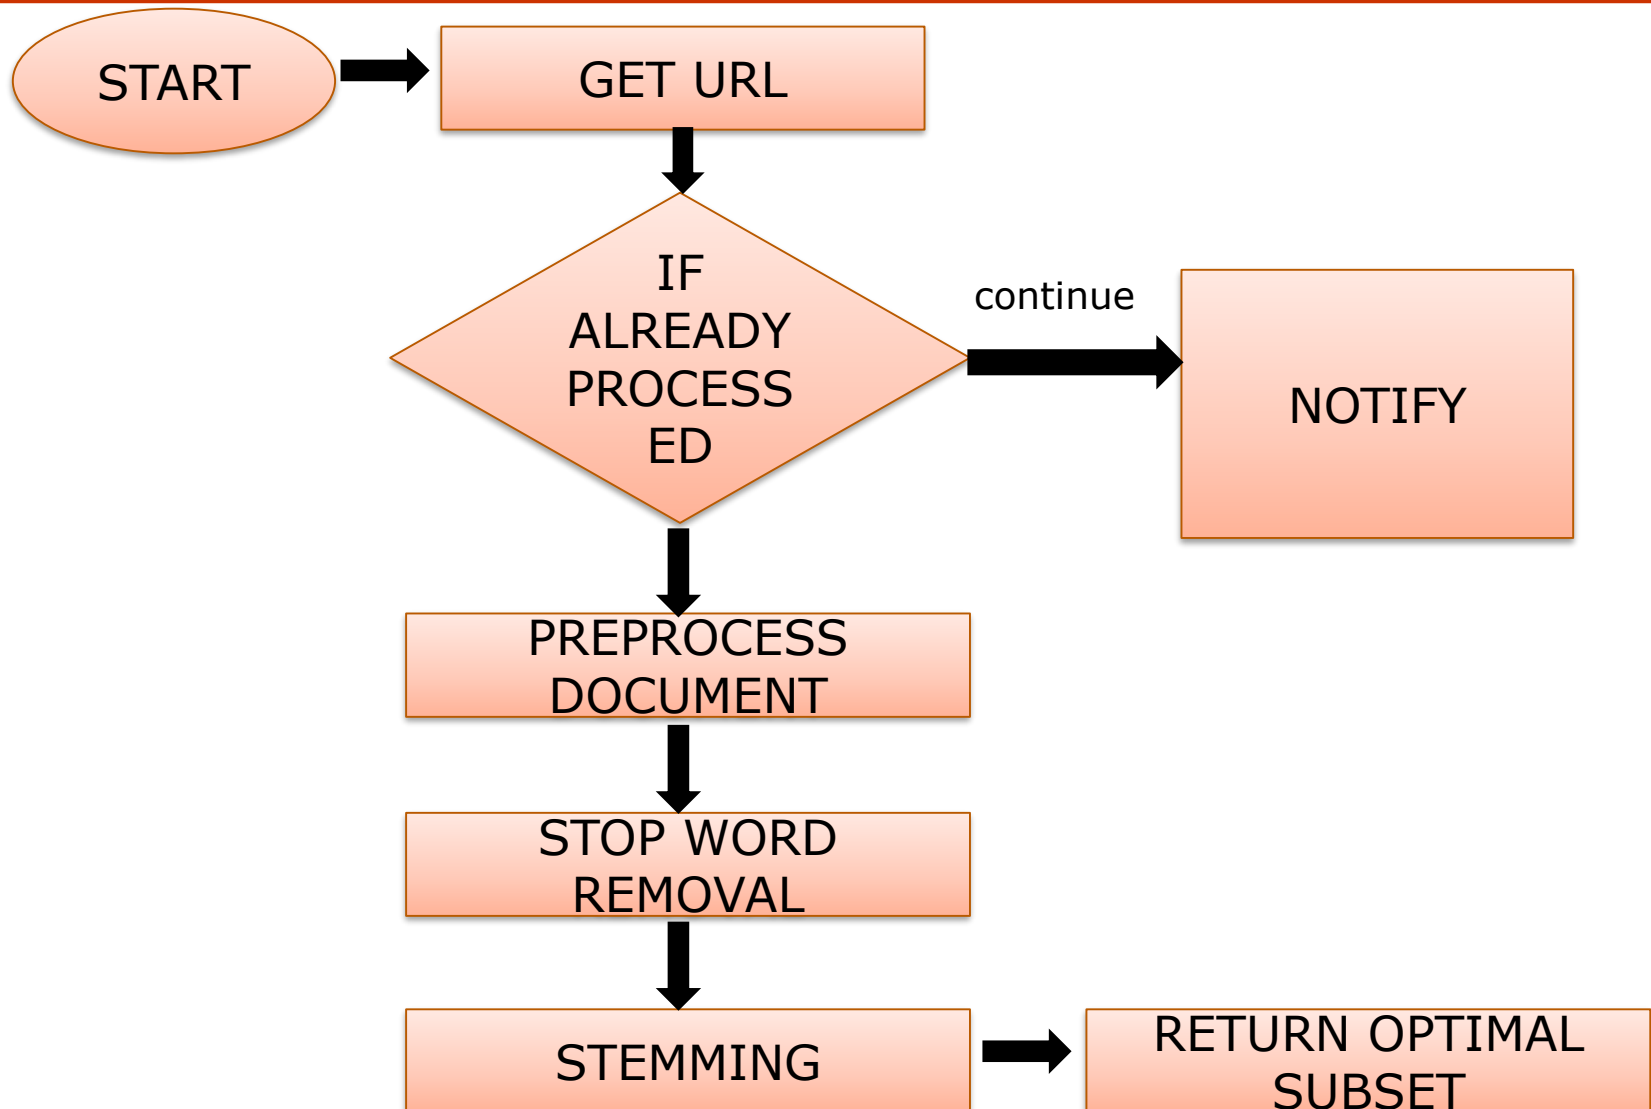 START
GET URL
IF
ALREADY
PROCESS
ED
continue
NOTIFY
PREPROCESS
DOCUMENT
STOP WORD
REMOVAL
STEMMING
RETURN OPTIMAL
SUBSET